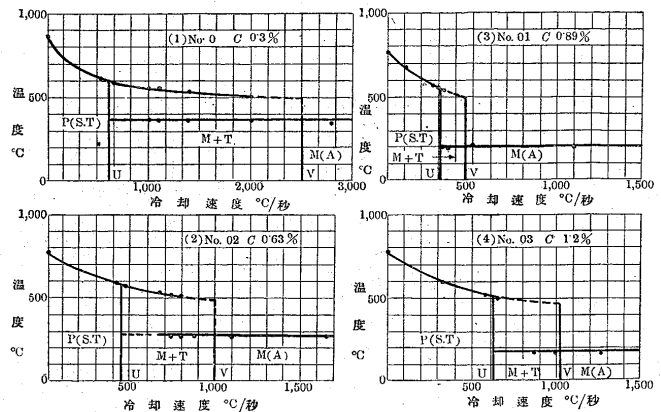 1,000
(1) No. 0 C 0.3%
温
度
°C
500
P(S.T)
M+T
M(A)
U
V
0
1,000
2,000
3,000
冷却速度 °C/秒
1,000
(3) No. 01 C 0.89%
温
度
°C
500
P(S.T)
M+T
M(A)
U
V
0
500
1,000
1,500
冷却速度 °C/秒
1,000
(2) No. 02 C 0.63%
温
度
°C
500
P(S.T)
M+T
M(A)
U
V
0
500
1,000
1,500
冷却速度 °C/秒
1,000
(4) No. 03 C 1.2%
温
度
°C
500
P(S.T)
U
M+T
V
M(A)
0
500
1,000
1,500
冷却速度 °C/秒